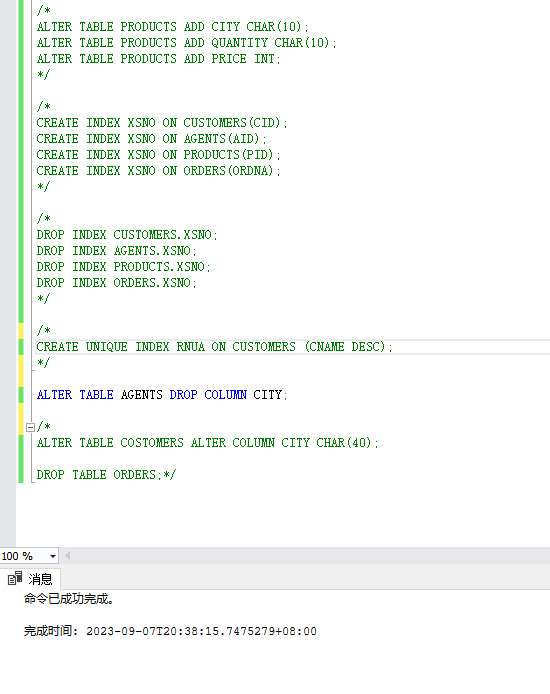 /*
ALTER TABLE PRODUCTS ADD CITY CHAR(10);
ALTER TABLE PRODUCTS ADD QUANTITY CHAR(10);
ALTER TABLE PRODUCTS ADD PRICE INT;
*/
/*
CREATE INDEX XSNO ON CUSTOMERS(CID);
CREATE INDEX XSNO ON AGENTS(AID);
CREATE INDEX XSNO ON PRODUCTS(PID);
CREATE INDEX XSNO ON ORDERS(ORDNA);
*/
/*
DROP INDEX CUSTOMERS.XSNO;
DROP INDEX AGENTS.XSNO;
DROP INDEX PRODUCTS.XSNO;
DROP INDEX ORDERS.XSNO;
*/
/*
CREATE UNIQUE INDEX RNUA ON CUSTOMERS (CNAME DESC);
*/
ALTER TABLE AGENTS DROP COLUMN CITY;
/*
ALTER TABLE COSTOMERS ALTER COLUMN CITY CHAR(40);
DROP TABLE ORDERS;*/
100 %
消息
命令已成功完成。
完成时间: 2023-09-07T20:38:15.7475279+08:00